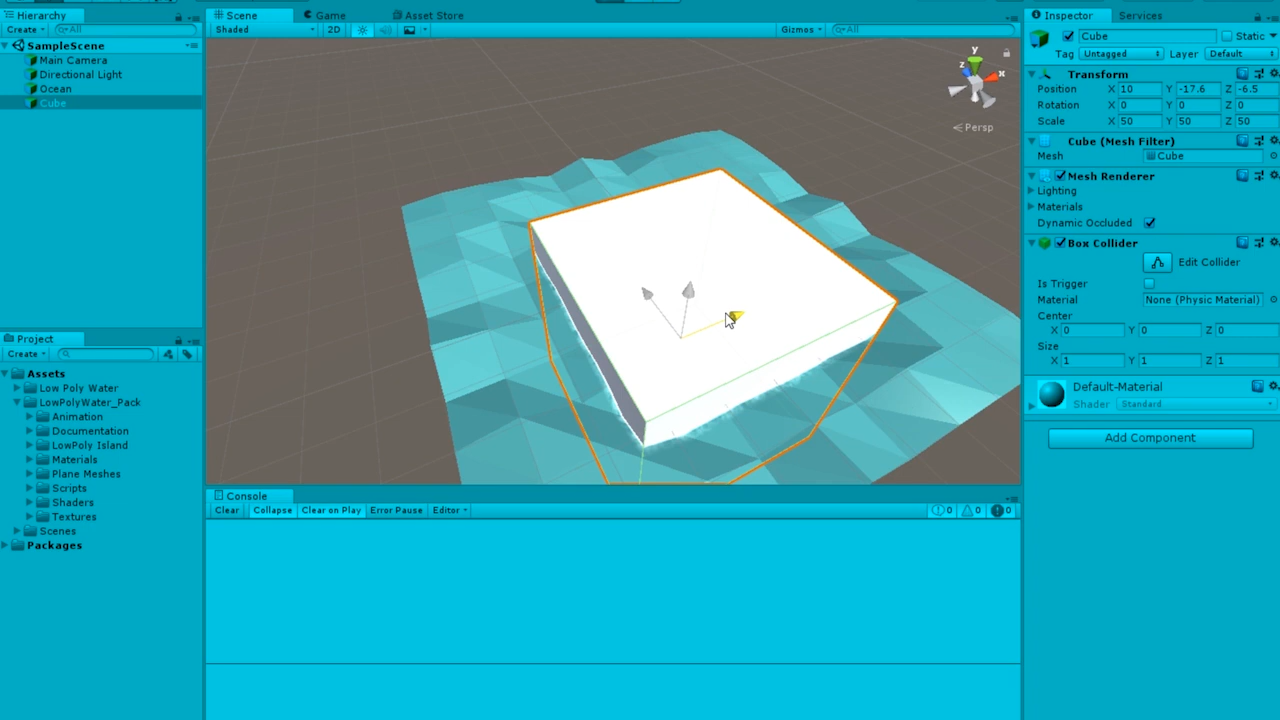 Hierarchy
Create
All
SampleScene
Main Camera
Directional Light
Ocean
Cube
Scene
Game
Asset Store
Shaded
2D
Gizmos
All
y
z
x
Persp
Project
Create
Assets
Low Poly Water
LowPolyWater_Pack
Animation
Documentation
LowPoly Island
Materials
Plane Meshes
Scripts
Shaders
Textures
Scenes
Packages
Console
Clear
Collapse
Clear on Play
Error Pause
Editor
0
0
0
Inspector
Services
Cube
Static
Tag Untagged Layer Default
Transform
Position X 10 Y -17.6 Z -6.5
Rotation X 0 Y 0 Z 0
Scale X 50 Y 50 Z 50
Cube (Mesh Filter)
Mesh Cube
Mesh Renderer
Lighting
Materials
Dynamic Occluded
Box Collider
Edit Collider
Is Trigger
Material None (Physic Material)
Center
X 0 Y 0 Z 0
Size
X 1 Y 1 Z 1
Default-Material
Shader Standard
Add Component